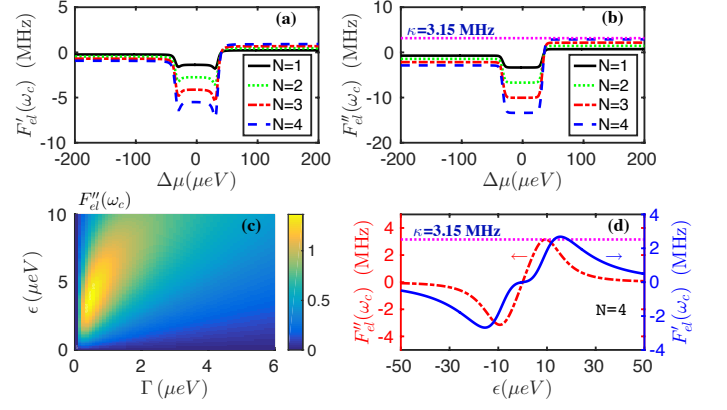 (a)
5
0
-5
-10
F'el(ωc) (MHz)
N=1
N=2
N=3
N=4
-200 -100 0 100 200
Δμ(μeV)
(b)
κ=3.15 MHz
10
0
-10
-20
F''el(ωc) (MHz)
N=1
N=2
N=3
N=4
-200 -100 0 100 200
Δμ(μeV)
F''el(ωc)
(c)
10
5
0
ϵ(μeV)
0 2 4 6
Γ (μeV)
1
0.5
0
(d)
κ=3.15 MHz
4
2
0
-2
-4
F''el(ωc) (MHz)
←
→
N=4
4
2
0
-2
-4
F'el(ωc) (MHz)
-50 -30 -10 10 30 50
ϵ(μeV)